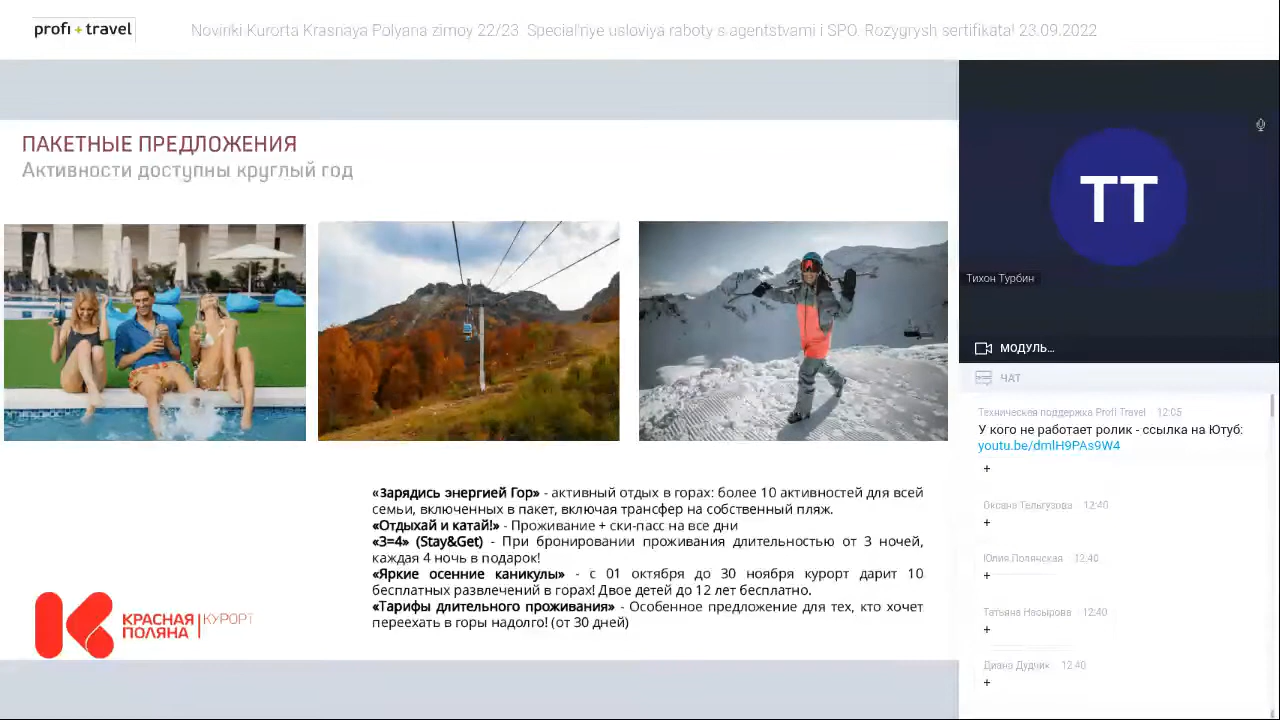 profi + travel
Novinki Kurorta Krasnaya Polyana zimoy 22/23 Special'niye usloviya raboty s agentstvami i SPO. Rozygrysh sertifikata! 23.09.2022
ПАКЕТНЫЕ ПРЕДЛОЖЕНИЯ
Активности доступны круглый год
«Зарядись энергией Гор» - активный отдых в горах: более 10 активностей для всей
семьи, включенных в пакет, включая трансфер на собственный пляж.
«Отдыхай и катай!» - Проживание + ски-пасс на все дни
«3=4» (Stay&Get) - При бронировании проживания длительностью от 3 ночей,
каждая 4 ночь в подарок!
«Яркие осенние каникулы» - с 01 октября до 30 ноября курорт дарит 10
бесплатных развлечений в горах! Двое детей до 12 лет бесплатно.
«Тарифы длительного проживания» - Особенное предложение для тех, кто хочет
переехать в горы надолго! (от 30 дней)
КРАСНАЯ
ПОЛЯНА
КУРОРТ
ТТ
Тихон Турбин
МОДУЛЬ...
ЧАТ
Техническая поддержка Profi Travel 12:05
У кого не работает ролик - ссылка на Ютуб:
youtu.be/dmlH9PAs9W4
+
Оксана Тельгузова 12:40
+
Юлия Полянская 12:40
+
Татьяна Насырова 12:40
+
Диана Дудчик 12:40
+